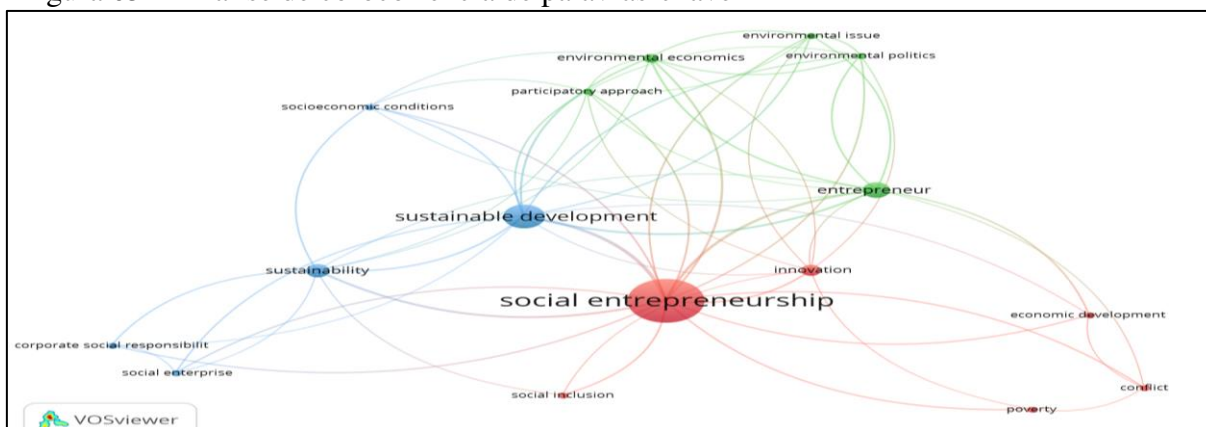 environmental issue
environmental economics
environmental politics
participatory approach
socioeconomic conditions
entrepreneur
sustainable development
sustainability
innovation
social entrepreneurship
economic development
corporate social responsibilit
social enterprise
conflict
social inclusion
poverty
VOSviewer